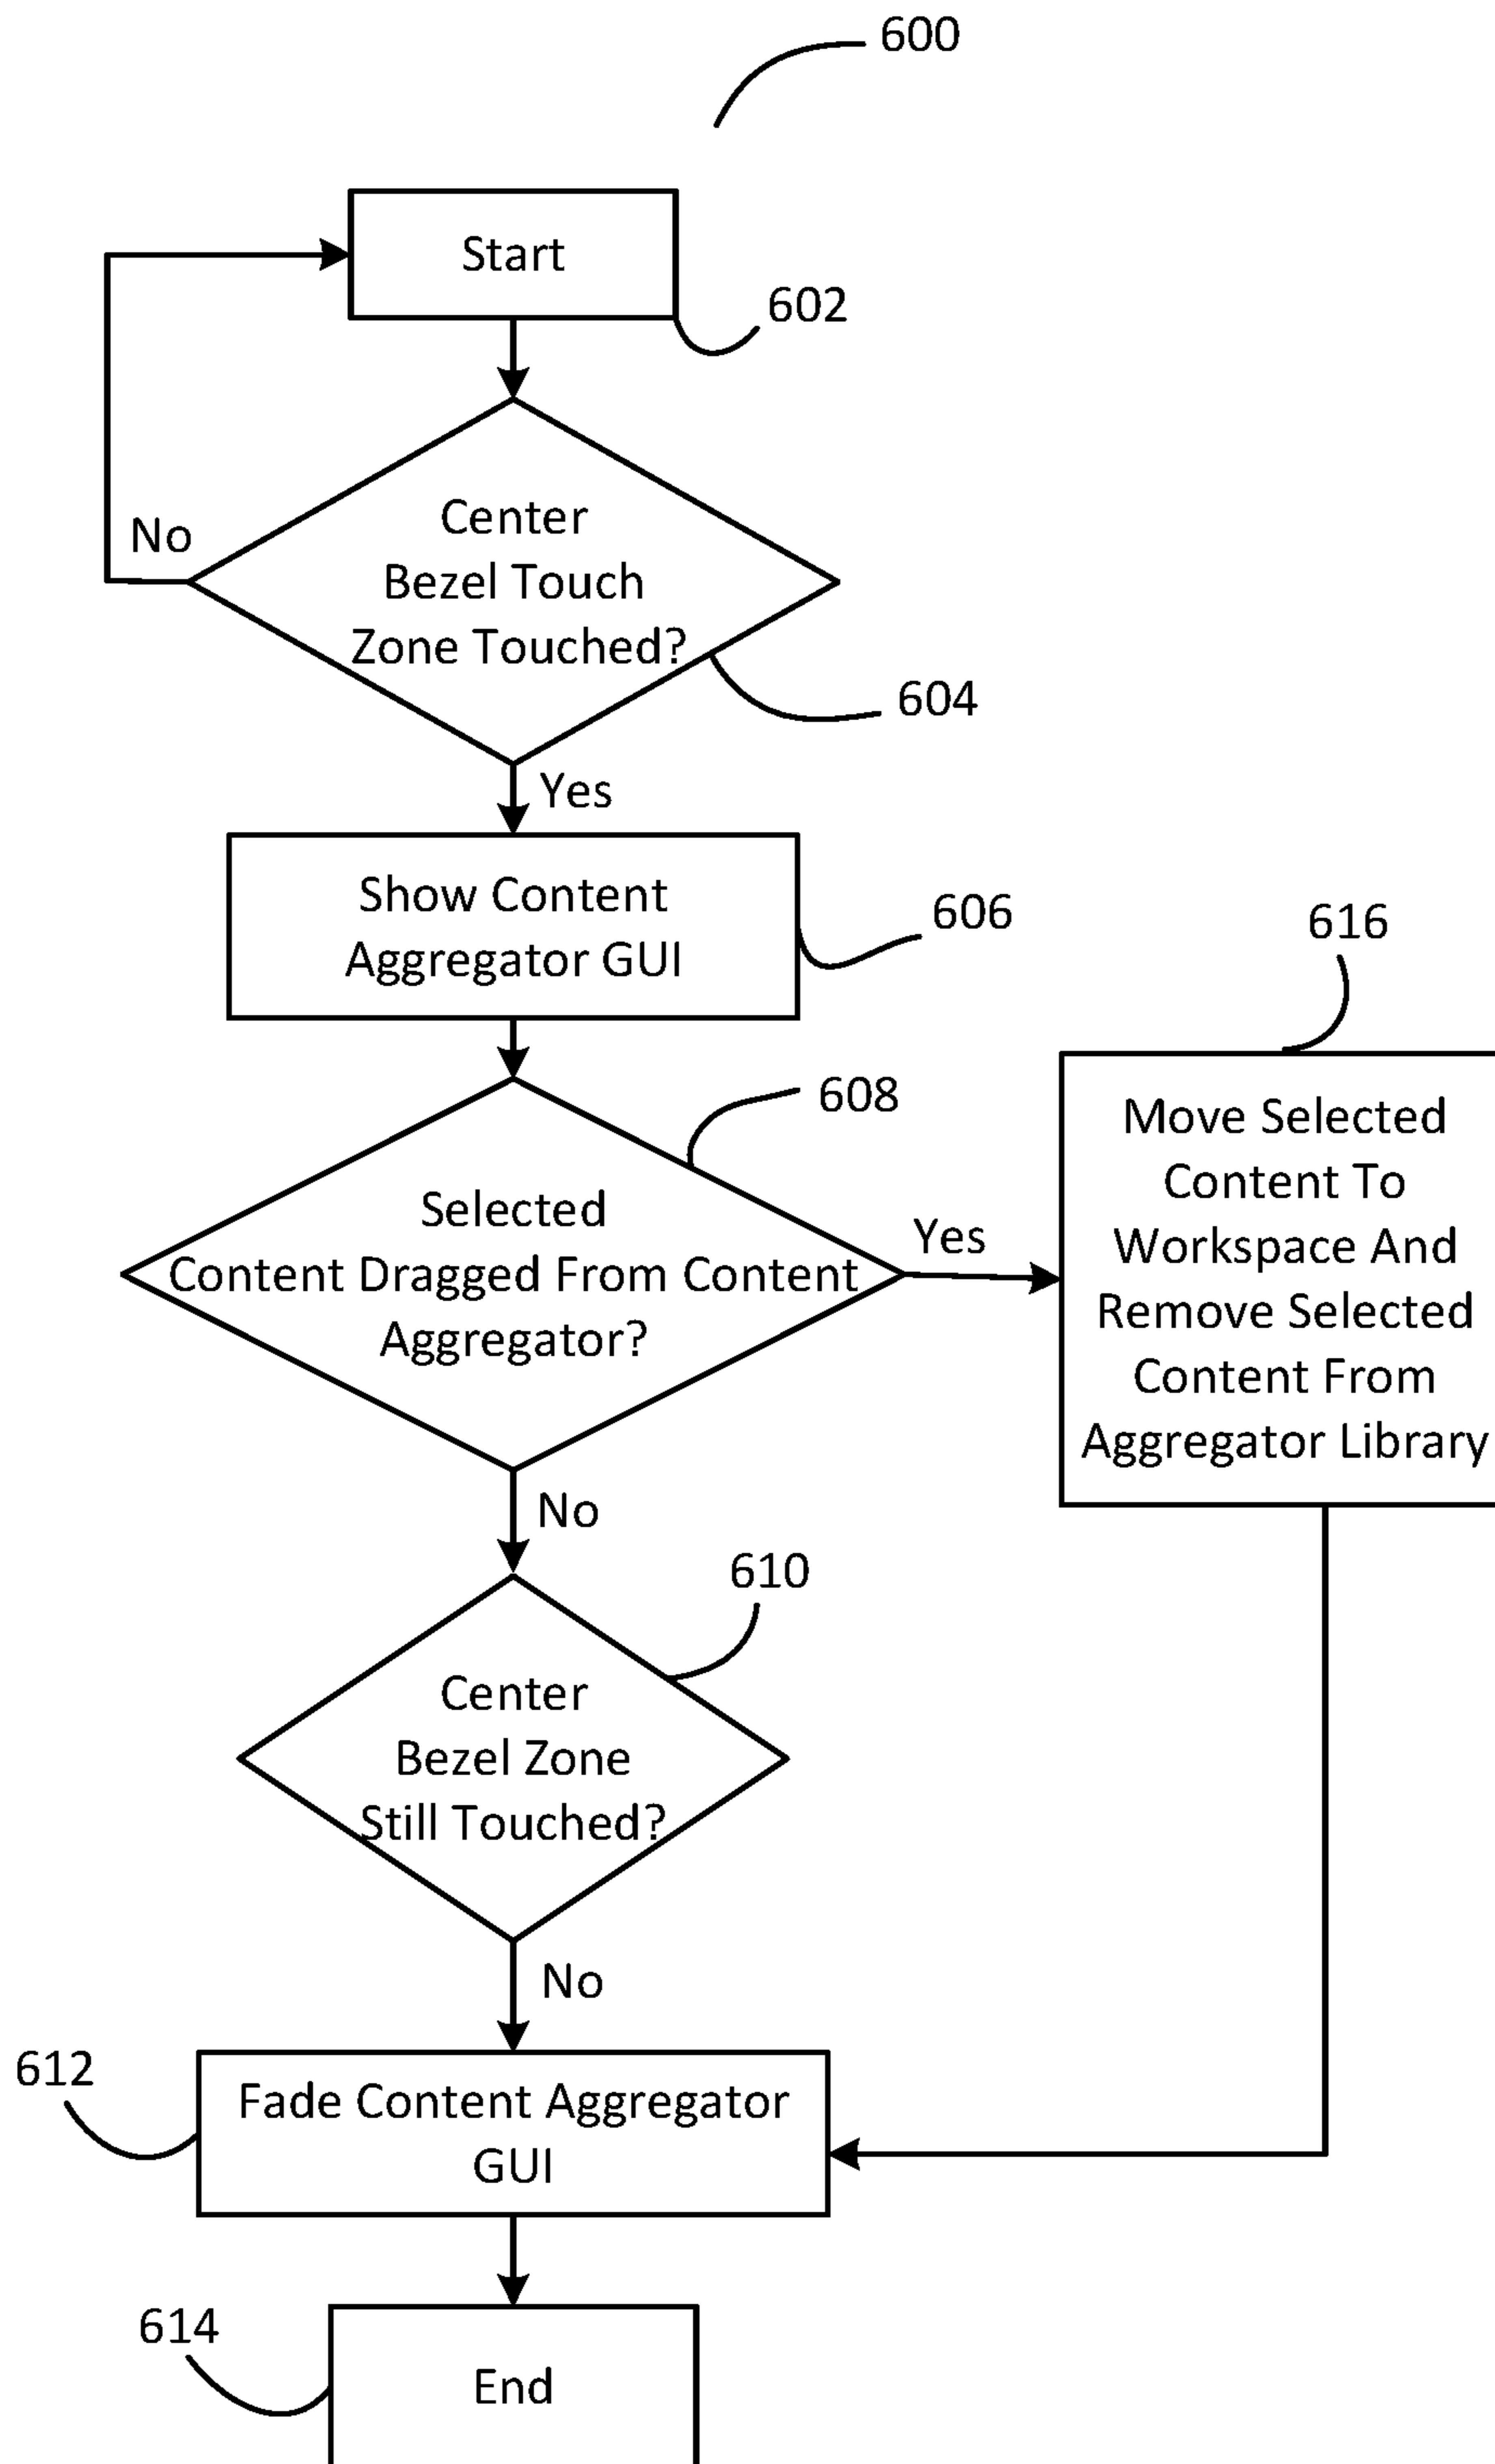 600
Start
602
Center
Bezel Touch
Zone Touched?
No
604
Yes
Show Content
Aggregator GUI
606
616
608
Selected
Content Dragged From Content
Aggregator?
Yes
Move Selected
Content To
Workspace And
Remove Selected
Content From
Aggregator Library
No
610
Center
Bezel Zone
Still Touched?
No
612
Fade Content Aggregator
GUI
614
End